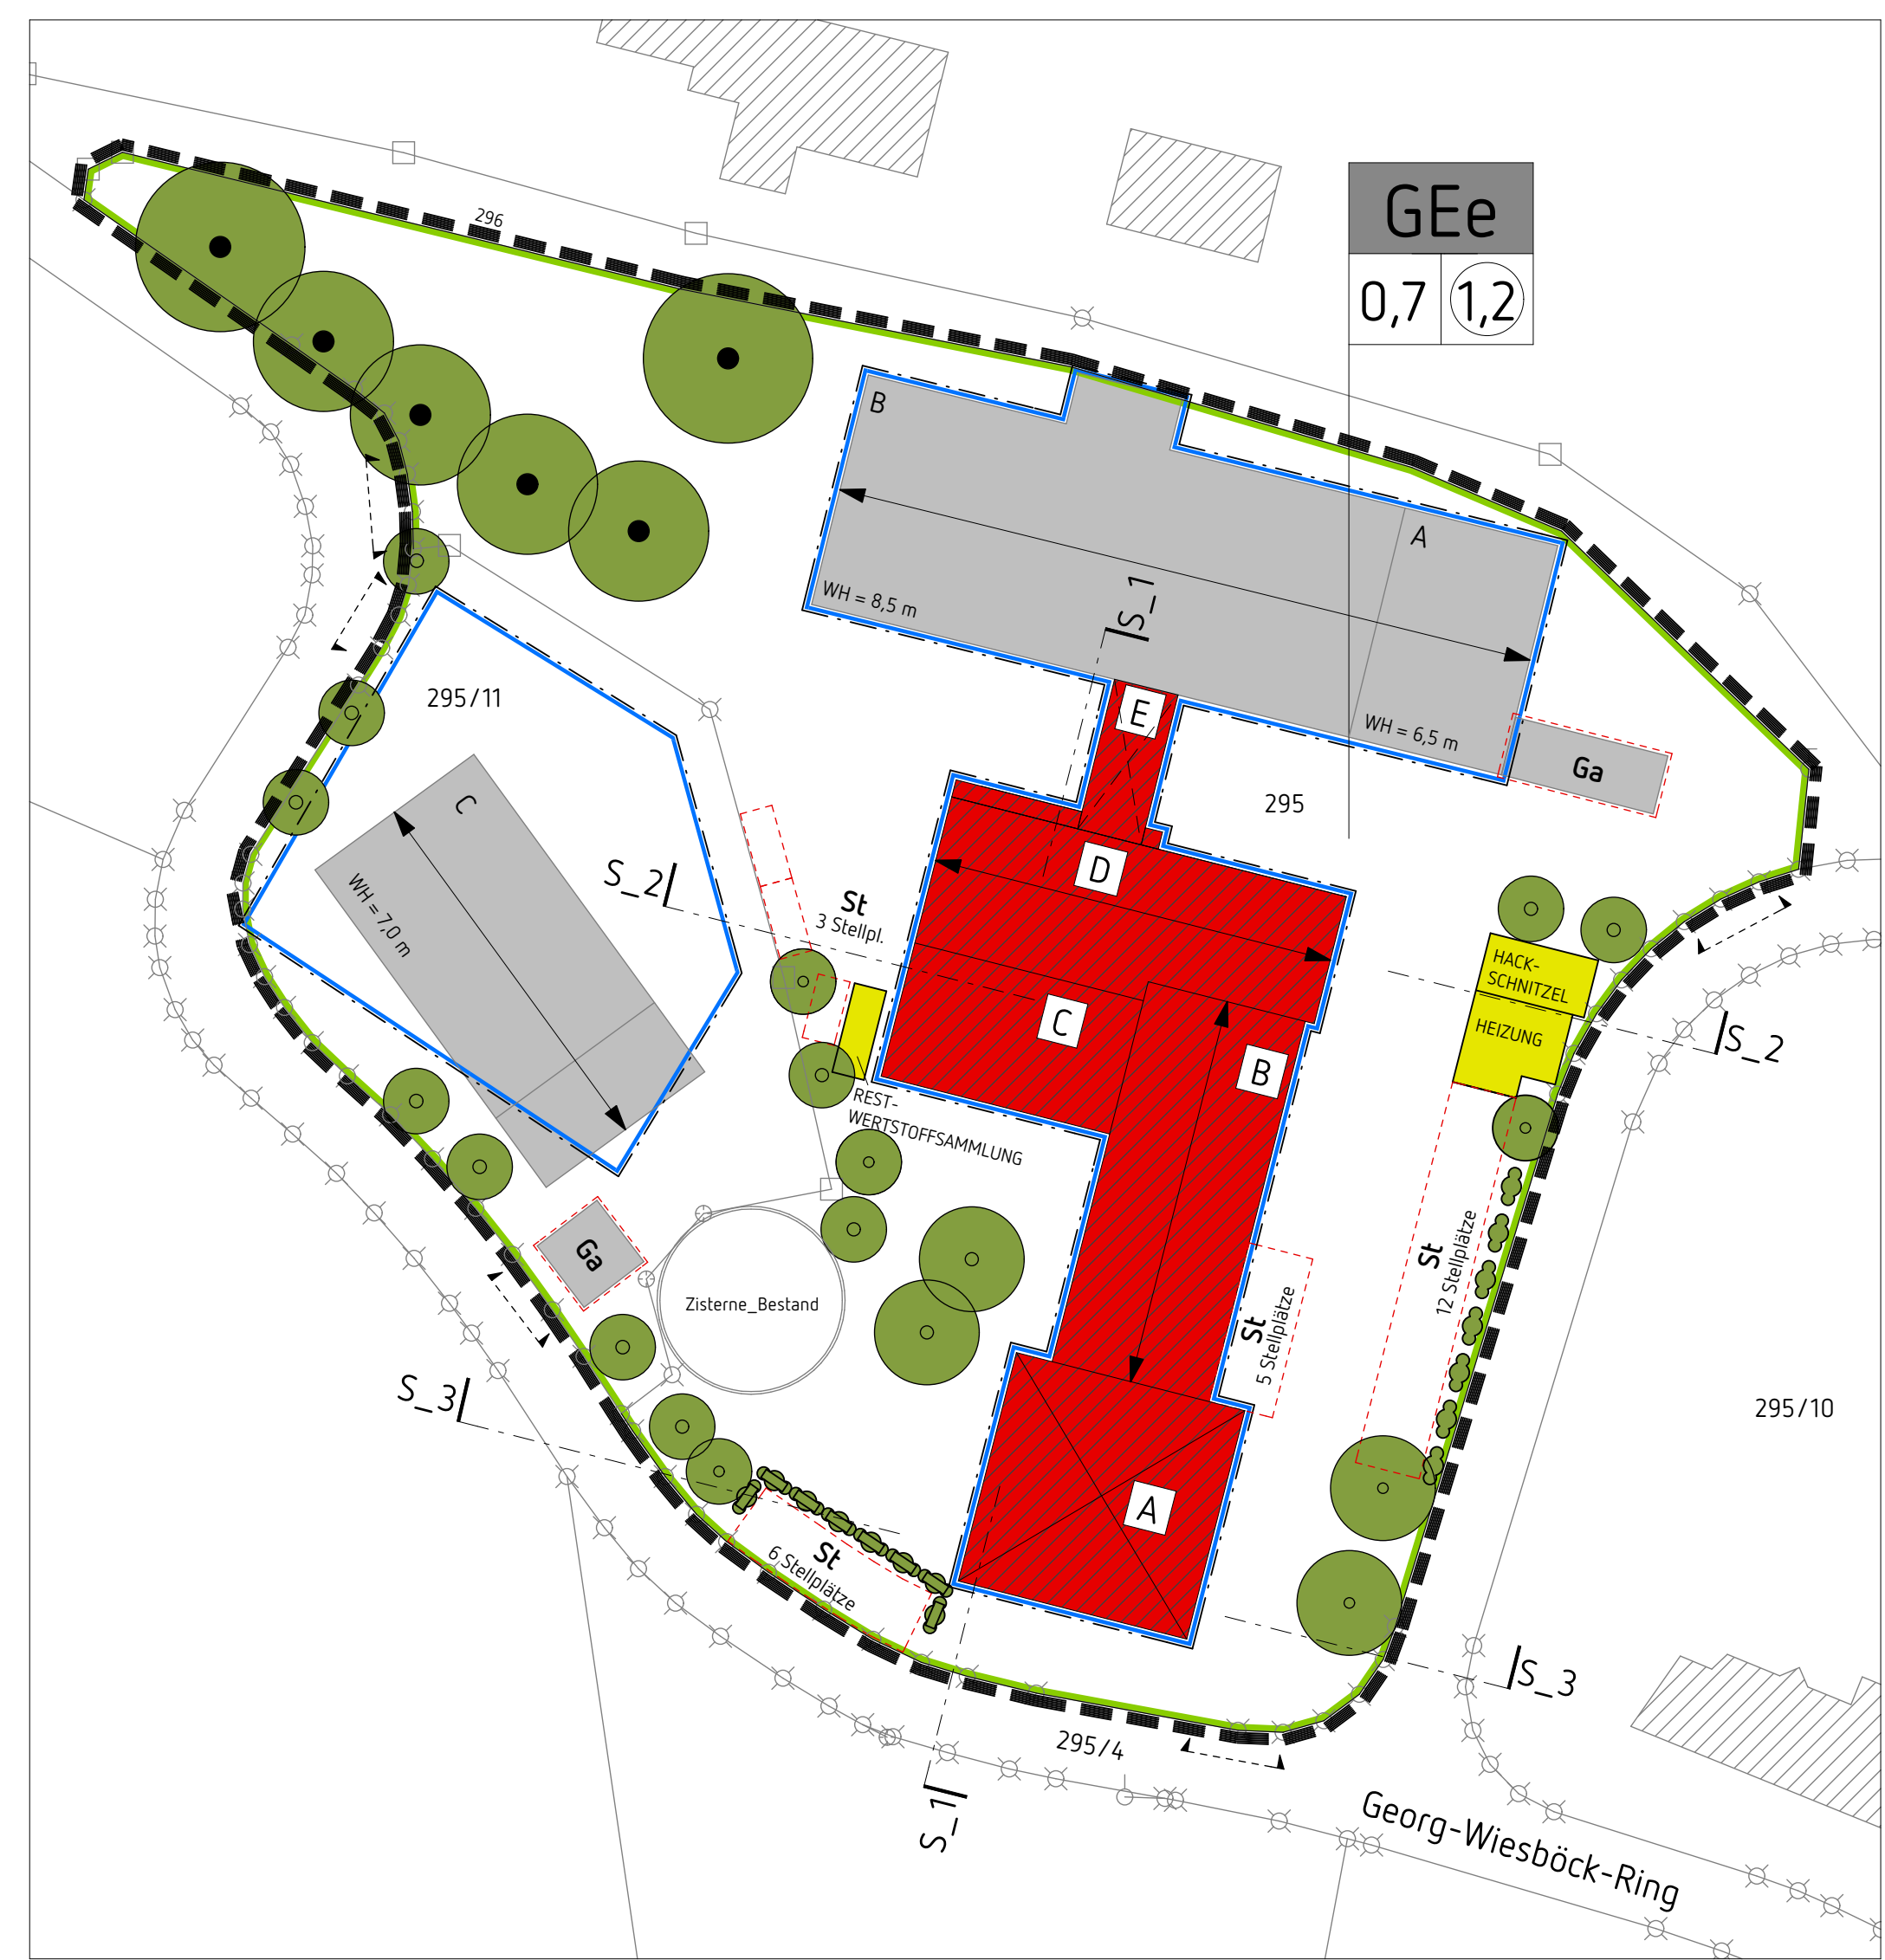 296
GEe
0,7
1,2
B
A
WH = 8,5 m
S_1
E
WH = 6,5 m
Ga
295/11
295
C
WH = 7,0 m
S_2
St
3 Stellpl.
D
C
B
HACK-
SCHNITZEL
HEIZUNG
S_2
REST-
WERTSTOFFSAMMLUNG
Ga
Zisterne_Bestand
St
12 Stellplätze
St
5 Stellplätze
S_3
295/10
A
St
6 Stellplätze
S_3
295/4
S_1
Georg-Wiesböck-Ring